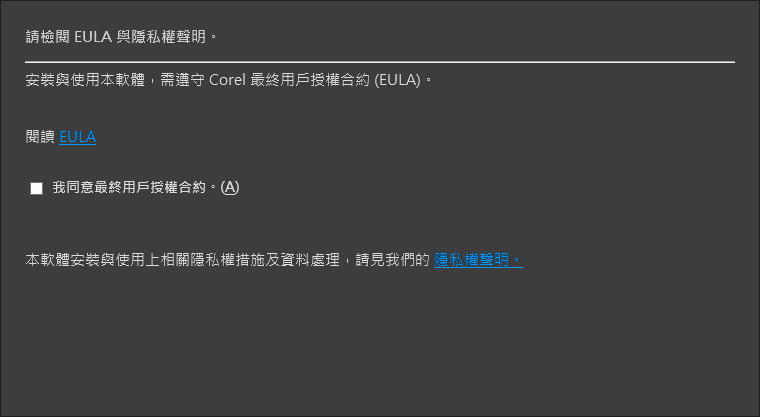 請檢閱 EULA 與隱私權聲明。
安裝與使用本軟體，需遵守 Corel 最終用戶授權合約 (EULA)。
閱讀 EULA
我同意最終用戶授權合約。(A)
本軟體安裝與使用上相關隱私權措施及資料處理，請見我們的 隱私權聲明。